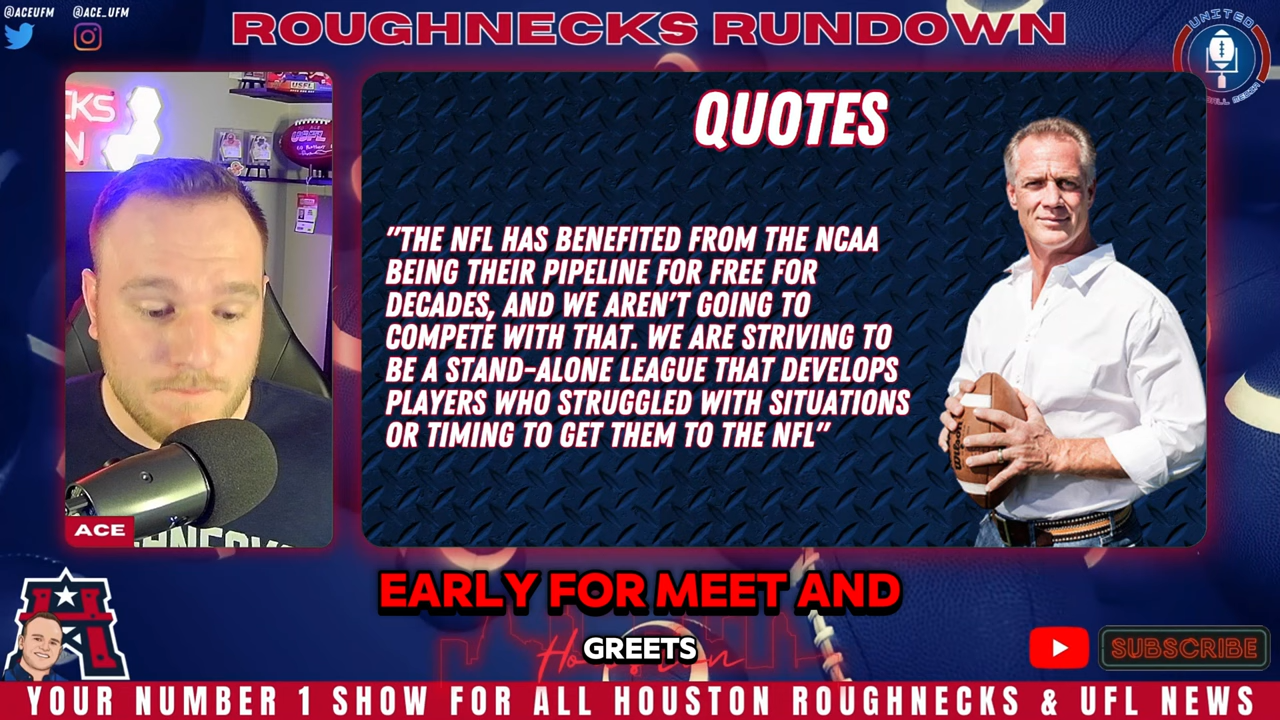 @ACEUFM @ACE_UFM
ROUGHNECKS RUNDOWN
UNITED
QUOTES
"THE NFL HAS BENEFITED FROM THE NCAA
BEING THEIR PIPELINE FOR FREE FOR
DECADES, AND WE AREN'T GOING TO
COMPETE WITH THAT. WE ARE STRIVING TO
BE A STAND-ALONE LEAGUE THAT DEVELOPS
PLAYERS WHO STRUGGLED WITH SITUATIONS
OR TIMING TO GET THEM TO THE NFL"
Wilson
ACE
EARLY FOR MEET AND
GREETS
SUBSCRIBE
YOUR NUMBER 1 SHOW FOR ALL HOUSTON ROUGHNECKS & UFL NEWS